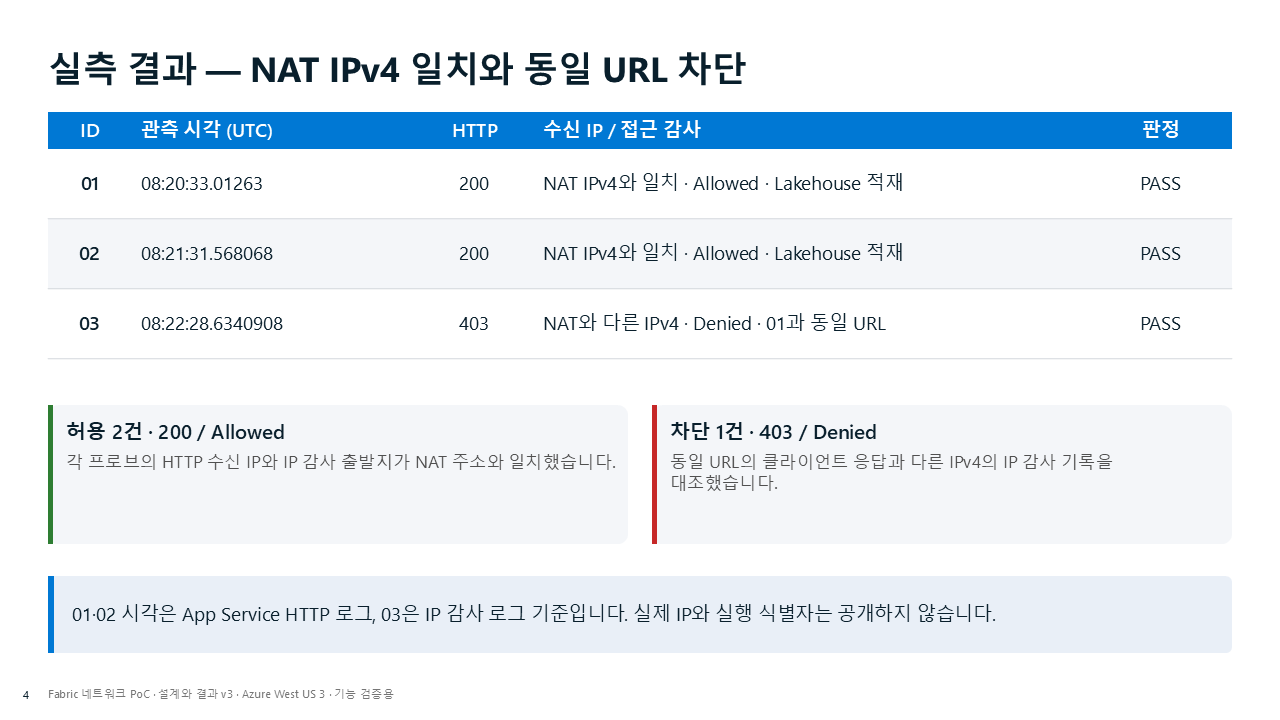 실측 결과 — NAT IPv4 일치와 동일 URL 차단
ID 관측 시각 (UTC) HTTP 수신 IP / 접근 감사 판정
01 08:20:33.01263 200 NAT IPv4와 일치 · Allowed · Lakehouse 적재 PASS
02 08:21:31.568068 200 NAT IPv4와 일치 · Allowed · Lakehouse 적재 PASS
03 08:22:28.6340908 403 NAT와 다른 IPv4 · Denied · 01과 동일 URL PASS
허용 2건 · 200 / Allowed
각 프로브의 HTTP 수신 IP와 IP 감사 출발지가 NAT 주소와 일치했습니다.
차단 1건 · 403 / Denied
동일 URL의 클라이언트 응답과 다른 IPv4의 IP 감사 기록을
대조했습니다.
01·02 시각은 App Service HTTP 로그, 03은 IP 감사 로그 기준입니다. 실제 IP와 실행 식별자는 공개하지 않습니다.
4 Fabric 네트워크 PoC · 설계와 결과 v3 · Azure West US 3 · 기능 검증용